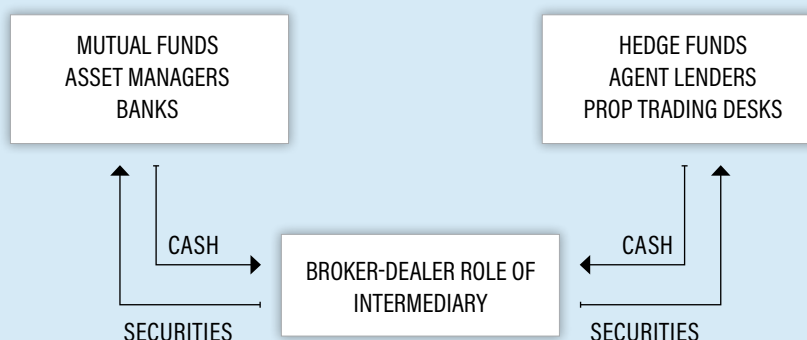 MUTUAL FUNDS
ASSET MANAGERS
BANKS
HEDGE FUNDS
AGENT LENDERS
PROP TRADING DESKS
CASH
CASH
BROKER-DEALER ROLE OF
INTERMEDIARY
SECURITIES
SECURITIES